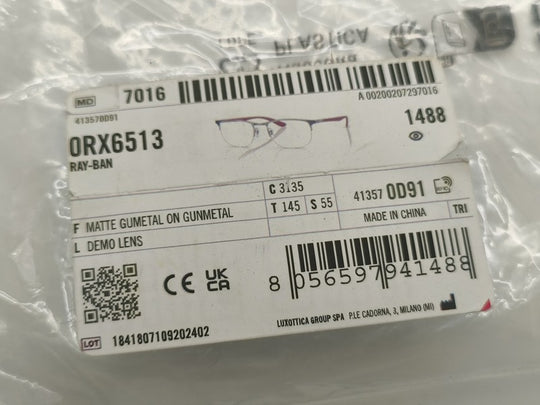 PLASTICA
MD 7016
A 00200207297016
413570D91
1488
0RX6513
RAY-BAN
C 3135
F MATTE GUMETAL ON GUNMETAL
T 145 S 55
41357 0D91
MADE IN CHINA TRI
L DEMO LENS
CE UK CA
8 056597 941488
LOT 1841807109202402
LUXOTTICA GROUP SPA P.LE CADORNA, 3, MILANO (MI)